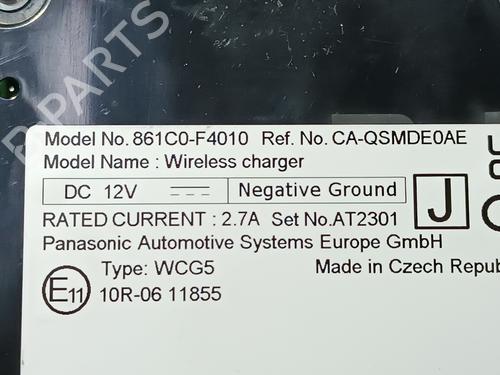 Model No. 861C0-F4010 Ref. No. CA-QSMDE0AE
Model Name : Wireless charger
DC 12V Negative Ground
RATED CURRENT : 2.7A Set No.AT2301
J
Panasonic Automotive Systems Europe GmbH
Type: WCG5 Made in Czech Repub
E11 10R-06 11855